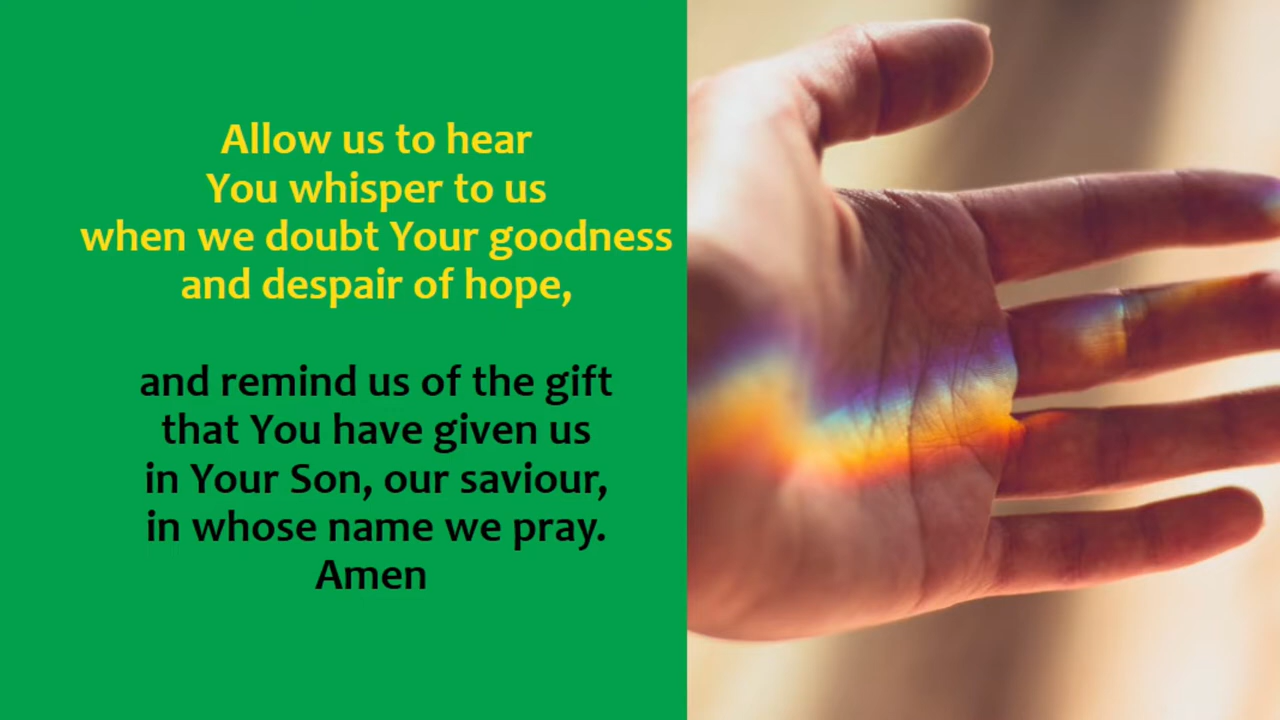 Allow us to hear
You whisper to us
when we doubt Your goodness
and despair of hope,
and remind us of the gift
that You have given us
in Your Son, our saviour,
in whose name we pray.
Amen